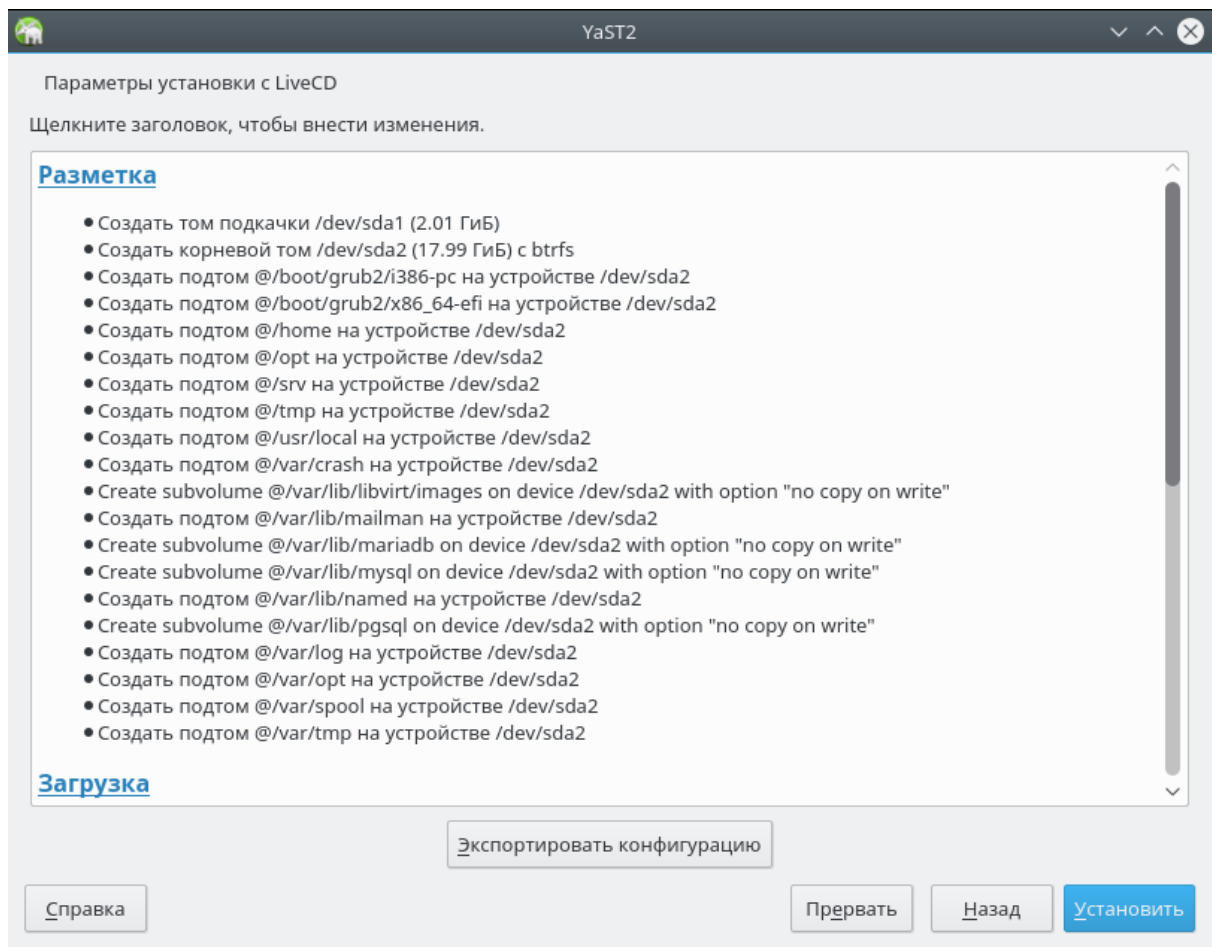 YaST2
Параметры установки с LiveCD
Щелкните заголовок, чтобы внести изменения.
Разметка
Создать том подкачки /dev/sda1 (2.01 ГиБ)
Создать корневой том /dev/sda2 (17.99 ГиБ) с btrfs
Создать подтом @/boot/grub2/i386-pc на устройстве /dev/sda2
Создать подтом @/boot/grub2/x86_64-efi на устройстве /dev/sda2
Создать подтом @/home на устройстве /dev/sda2
Создать подтом @/opt на устройстве /dev/sda2
Создать подтом @/srv на устройстве /dev/sda2
Создать подтом @/tmp на устройстве /dev/sda2
Создать подтом @/usr/local на устройстве /dev/sda2
Создать подтом @/var/crash на устройстве /dev/sda2
Create subvolume @/var/lib/libvirt/images on device /dev/sda2 with option "no copy on write"
Создать подтом @/var/lib/mailman на устройстве /dev/sda2
Create subvolume @/var/lib/mariadb on device /dev/sda2 with option "no copy on write"
Create subvolume @/var/lib/mysql on device /dev/sda2 with option "no copy on write"
Создать подтом @/var/lib/named на устройстве /dev/sda2
Create subvolume @/var/lib/pgsql on device /dev/sda2 with option "no copy on write"
Создать подтом @/var/log на устройстве /dev/sda2
Создать подтом @/var/opt на устройстве /dev/sda2
Создать подтом @/var/spool на устройстве /dev/sda2
Создать подтом @/var/tmp на устройстве /dev/sda2
Загрузка
Экспортировать конфигурацию
Справка
Прервать
Назад
Установить